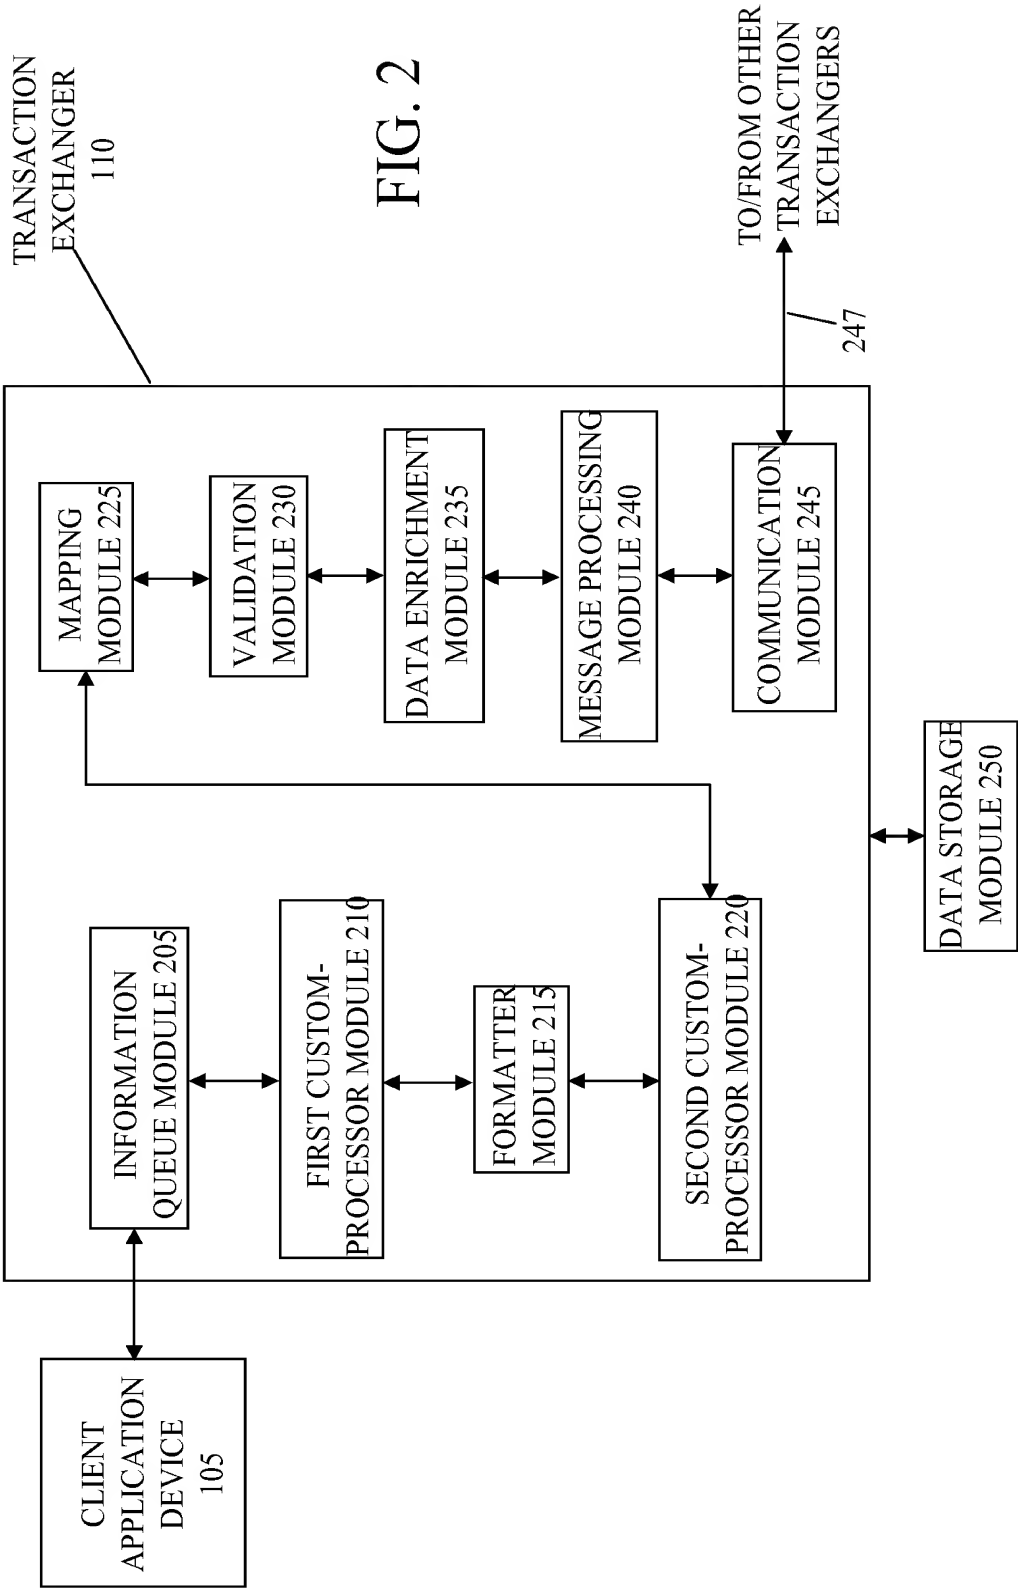 TRANSACTION
EXCHANGER
110
CLIENT
APPLICATION
DEVICE
105
INFORMATION
QUEUE MODULE 205
FIRST CUSTOM-
PROCESSOR MODULE 210
FORMATTER
MODULE 215
SECOND CUSTOM-
PROCESSOR MODULE 220
MAPPING
MODULE 225
VALIDATION
MODULE 230
DATA ENRICHMENT
MODULE 235
MESSAGE PROCESSING
MODULE 240
COMMUNICATION
MODULE 245
247
TO/FROM OTHER
TRANSACTION
EXCHANGERS
DATA STORAGE
MODULE 250
FIG. 2